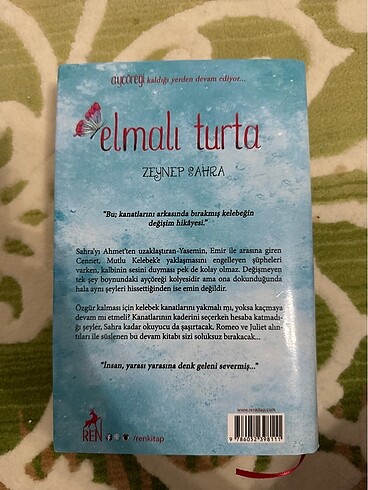 ayçöreği kaldığı yerden devam ediyor...
elmalı turta
ZEYNEP SAHRA
"Bu, kanatlarını arkasında bırakmış kelebeğin
değişim hikâyesi."
Sahra'yı Ahmet'ten uzaklaştıran-Yasemin, Emir ile arasına giren
Cennet, Mutlu Kelebek'e yaklaşmasını engelleyen şüpheleri
varken, kalbinin sesini duyması pek de kolay olmaz. Değişmeyen
tek şey boynundaki ayçöreği kolyesidir ama ona dokunduğunda
hala aynı şeyleri hissettiğinden ise emin değildir.
Özgür kalması için kelebek kanatlarını yakmalı mı, yoksa kaçmaya
devam mı etmeli? Kanatlarının kaderini seçerken hesaba katmadı-
ğı şeyler, Sahra kadar okuyucu da şaşırtacak, Romeo ve Juliet alın-
tıları ile süslenen bu devam kitabı sizi soluksuz bırakacak...
"İnsan, yarası yarasına denk geleni severmiş..."
REN
/renkitap
www.renkitap.com
9 786052 398111